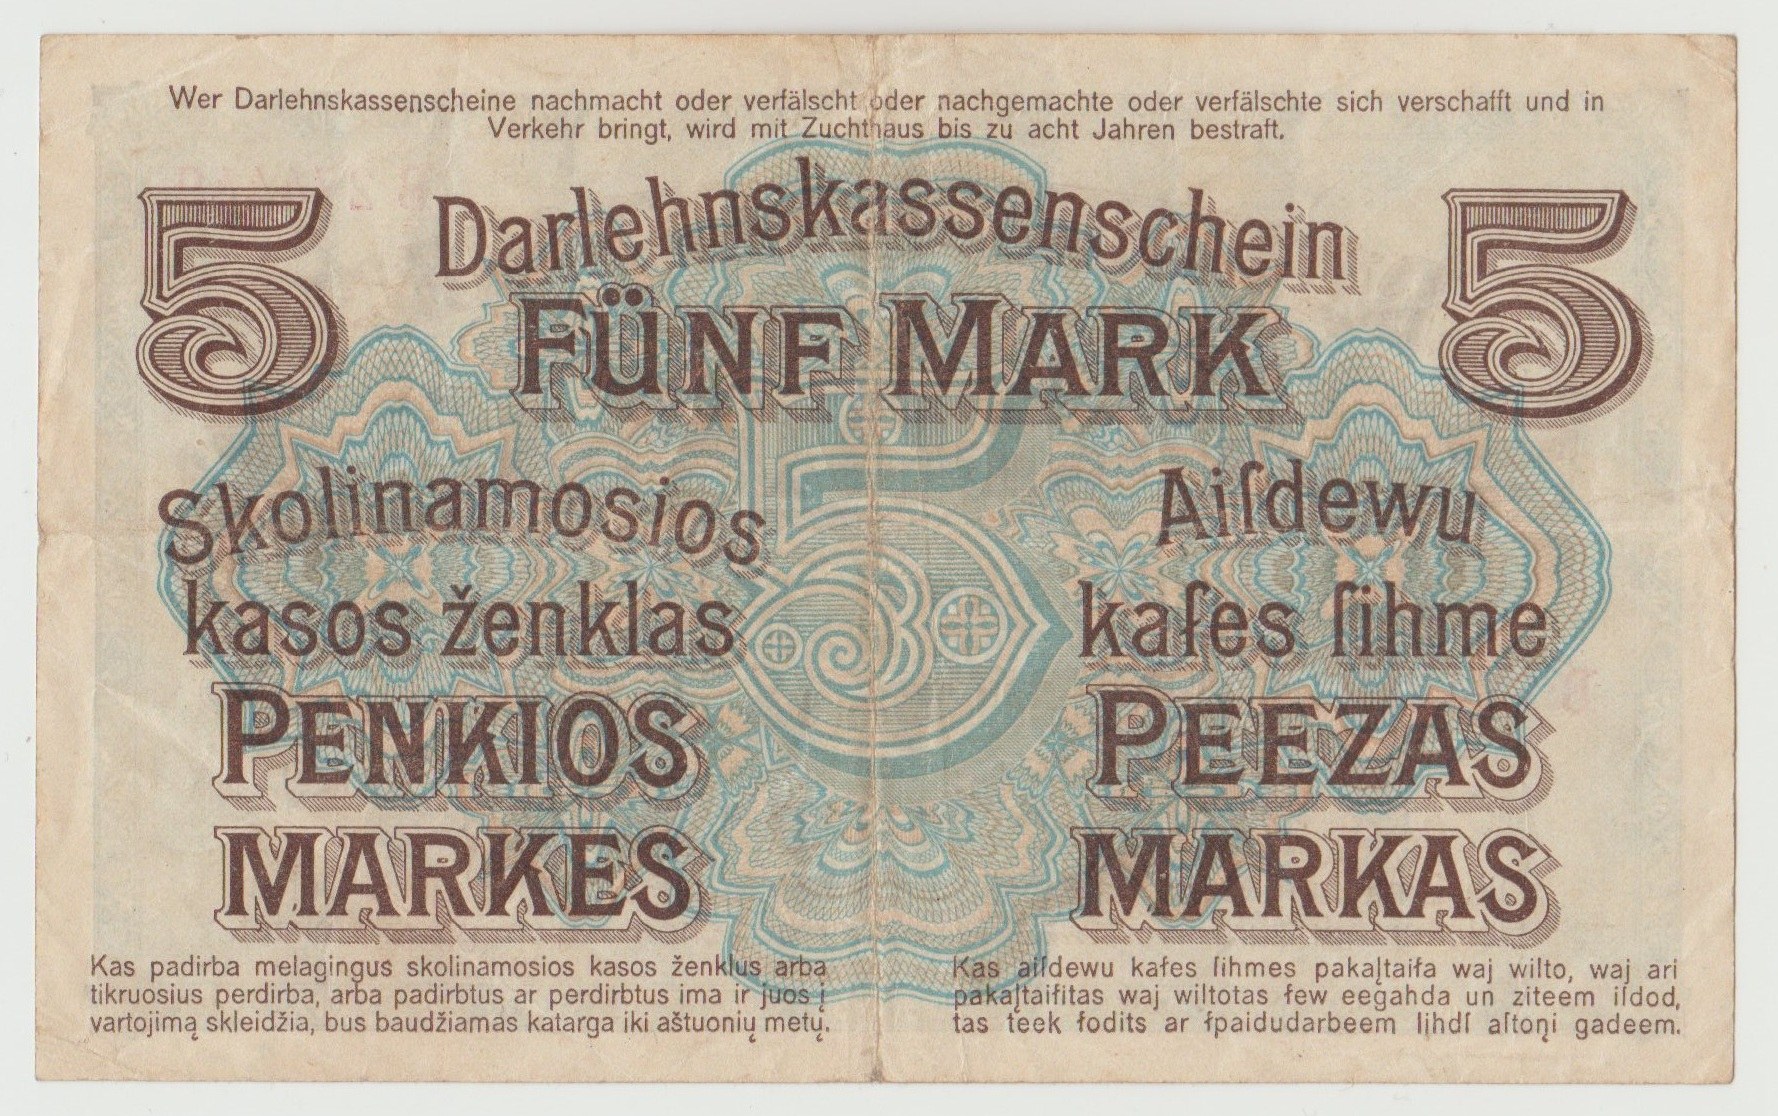 Wer Darlehnskassenscheine nachmacht oder verfälscht oder nachgemachte oder verfälschte sich verschafft und in
Verkehr bringt, wird mit Zuchthaus bis zu acht Jahren bestraft.
5 Darlehnskassenschein 5
FÜNF MARK
5
Skolinamosios
kasos ženklas
PENKIOS
MARKES
Aiſdewu
kaſes ſihme
PEEZAS
MARKAS
Kas padirba melagingus skolinamosios kasos ženklus arba
tikruosius perdirba, arba padirbtus ar perdirbtus ima ir juos į
vartojimą skleidžia, bus baudžiamas katarga iki aštuonių metų.
Kas aiſdewu kaſes ſihmes pakaļtaiſa waj wilto, waj ari
pakaļtaiſitas waj wiltotas ſew eegahda un ziteem iſdod,
tas teek ſodits ar ſpaidudarbeem lihdſ aſtoņi gadeem.